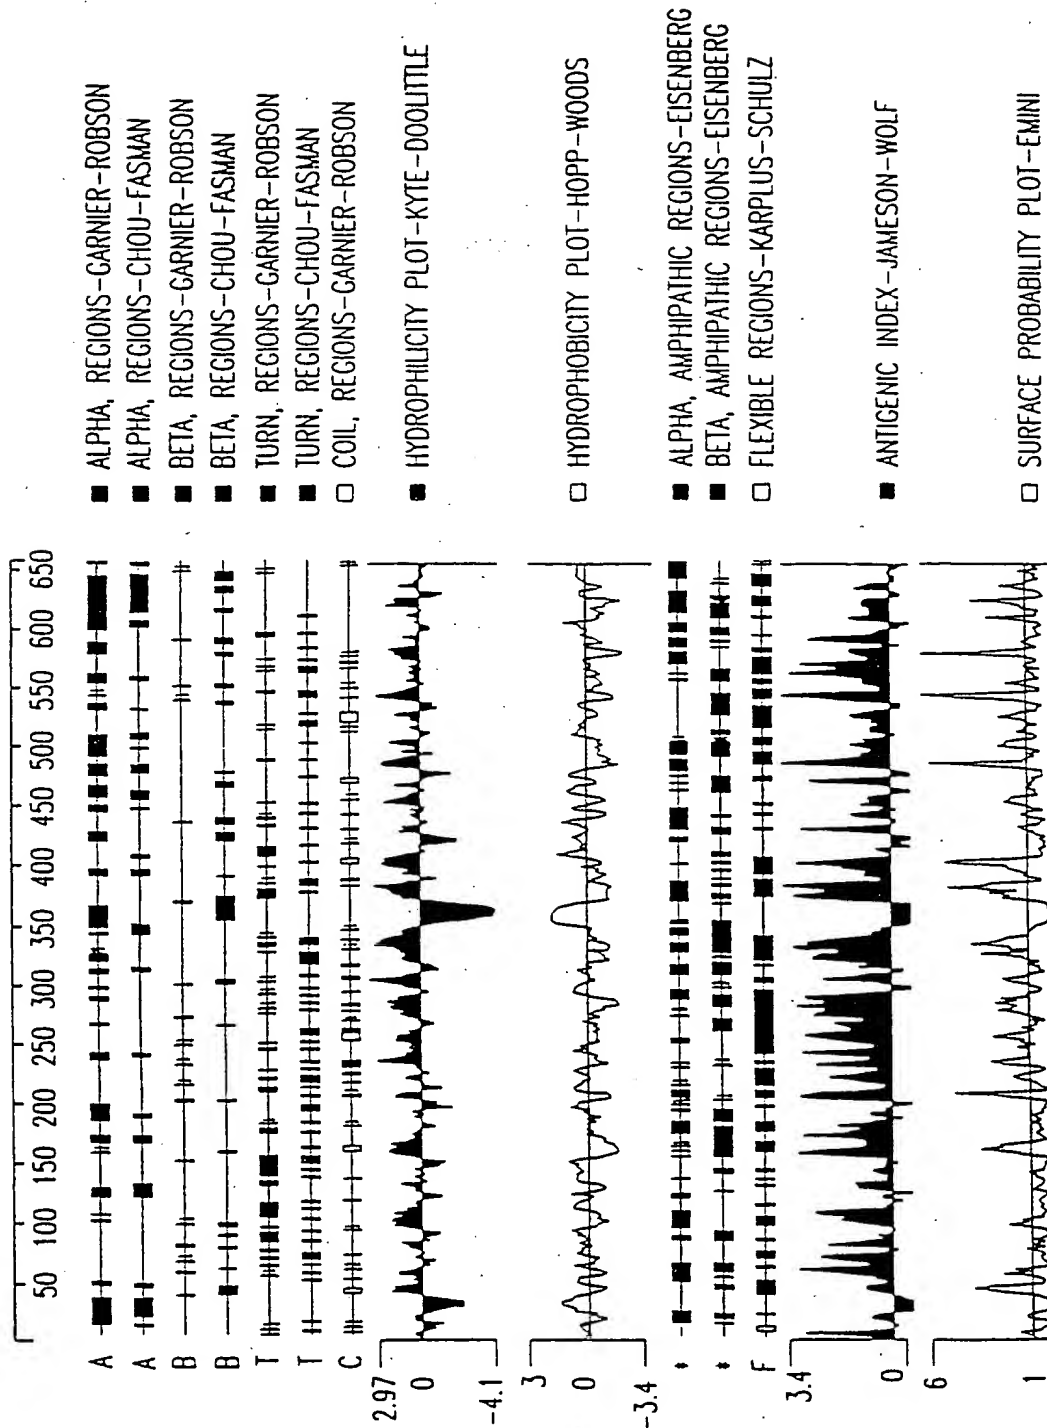 50 100 150 200 250 300 350 400 450 500 550 600 650
A ■ ALPHA, REGIONS-GARNIER-ROBSON
A ■ ALPHA, REGIONS-CHOU-FASMAN
B ■ BETA, REGIONS-GARNIER-ROBSON
B ■ BETA, REGIONS-CHOU-FASMAN
T ■ TURN, REGIONS-GARNIER-ROBSON
T ■ TURN, REGIONS-CHOU-FASMAN
C □ COIL, REGIONS-GARNIER-ROBSON
2.97
0 ■ HYDROPHILICITY PLOT-KYTE-DOOLITTLE
-4.1
3
0 □ HYDROPHOBICITY PLOT-HOPP-WOODS
-3.4
* ■ ALPHA, AMPHIPATHIC REGIONS-EISENBERG
* ■ BETA, AMPHIPATHIC REGIONS-EISENBERG
F □ FLEXIBLE REGIONS-KARPLUS-SCHULZ
3.4
0 ■ ANTIGENIC INDEX-JAMESON-WOLF
6
1 □ SURFACE PROBABILITY PLOT-EMINI